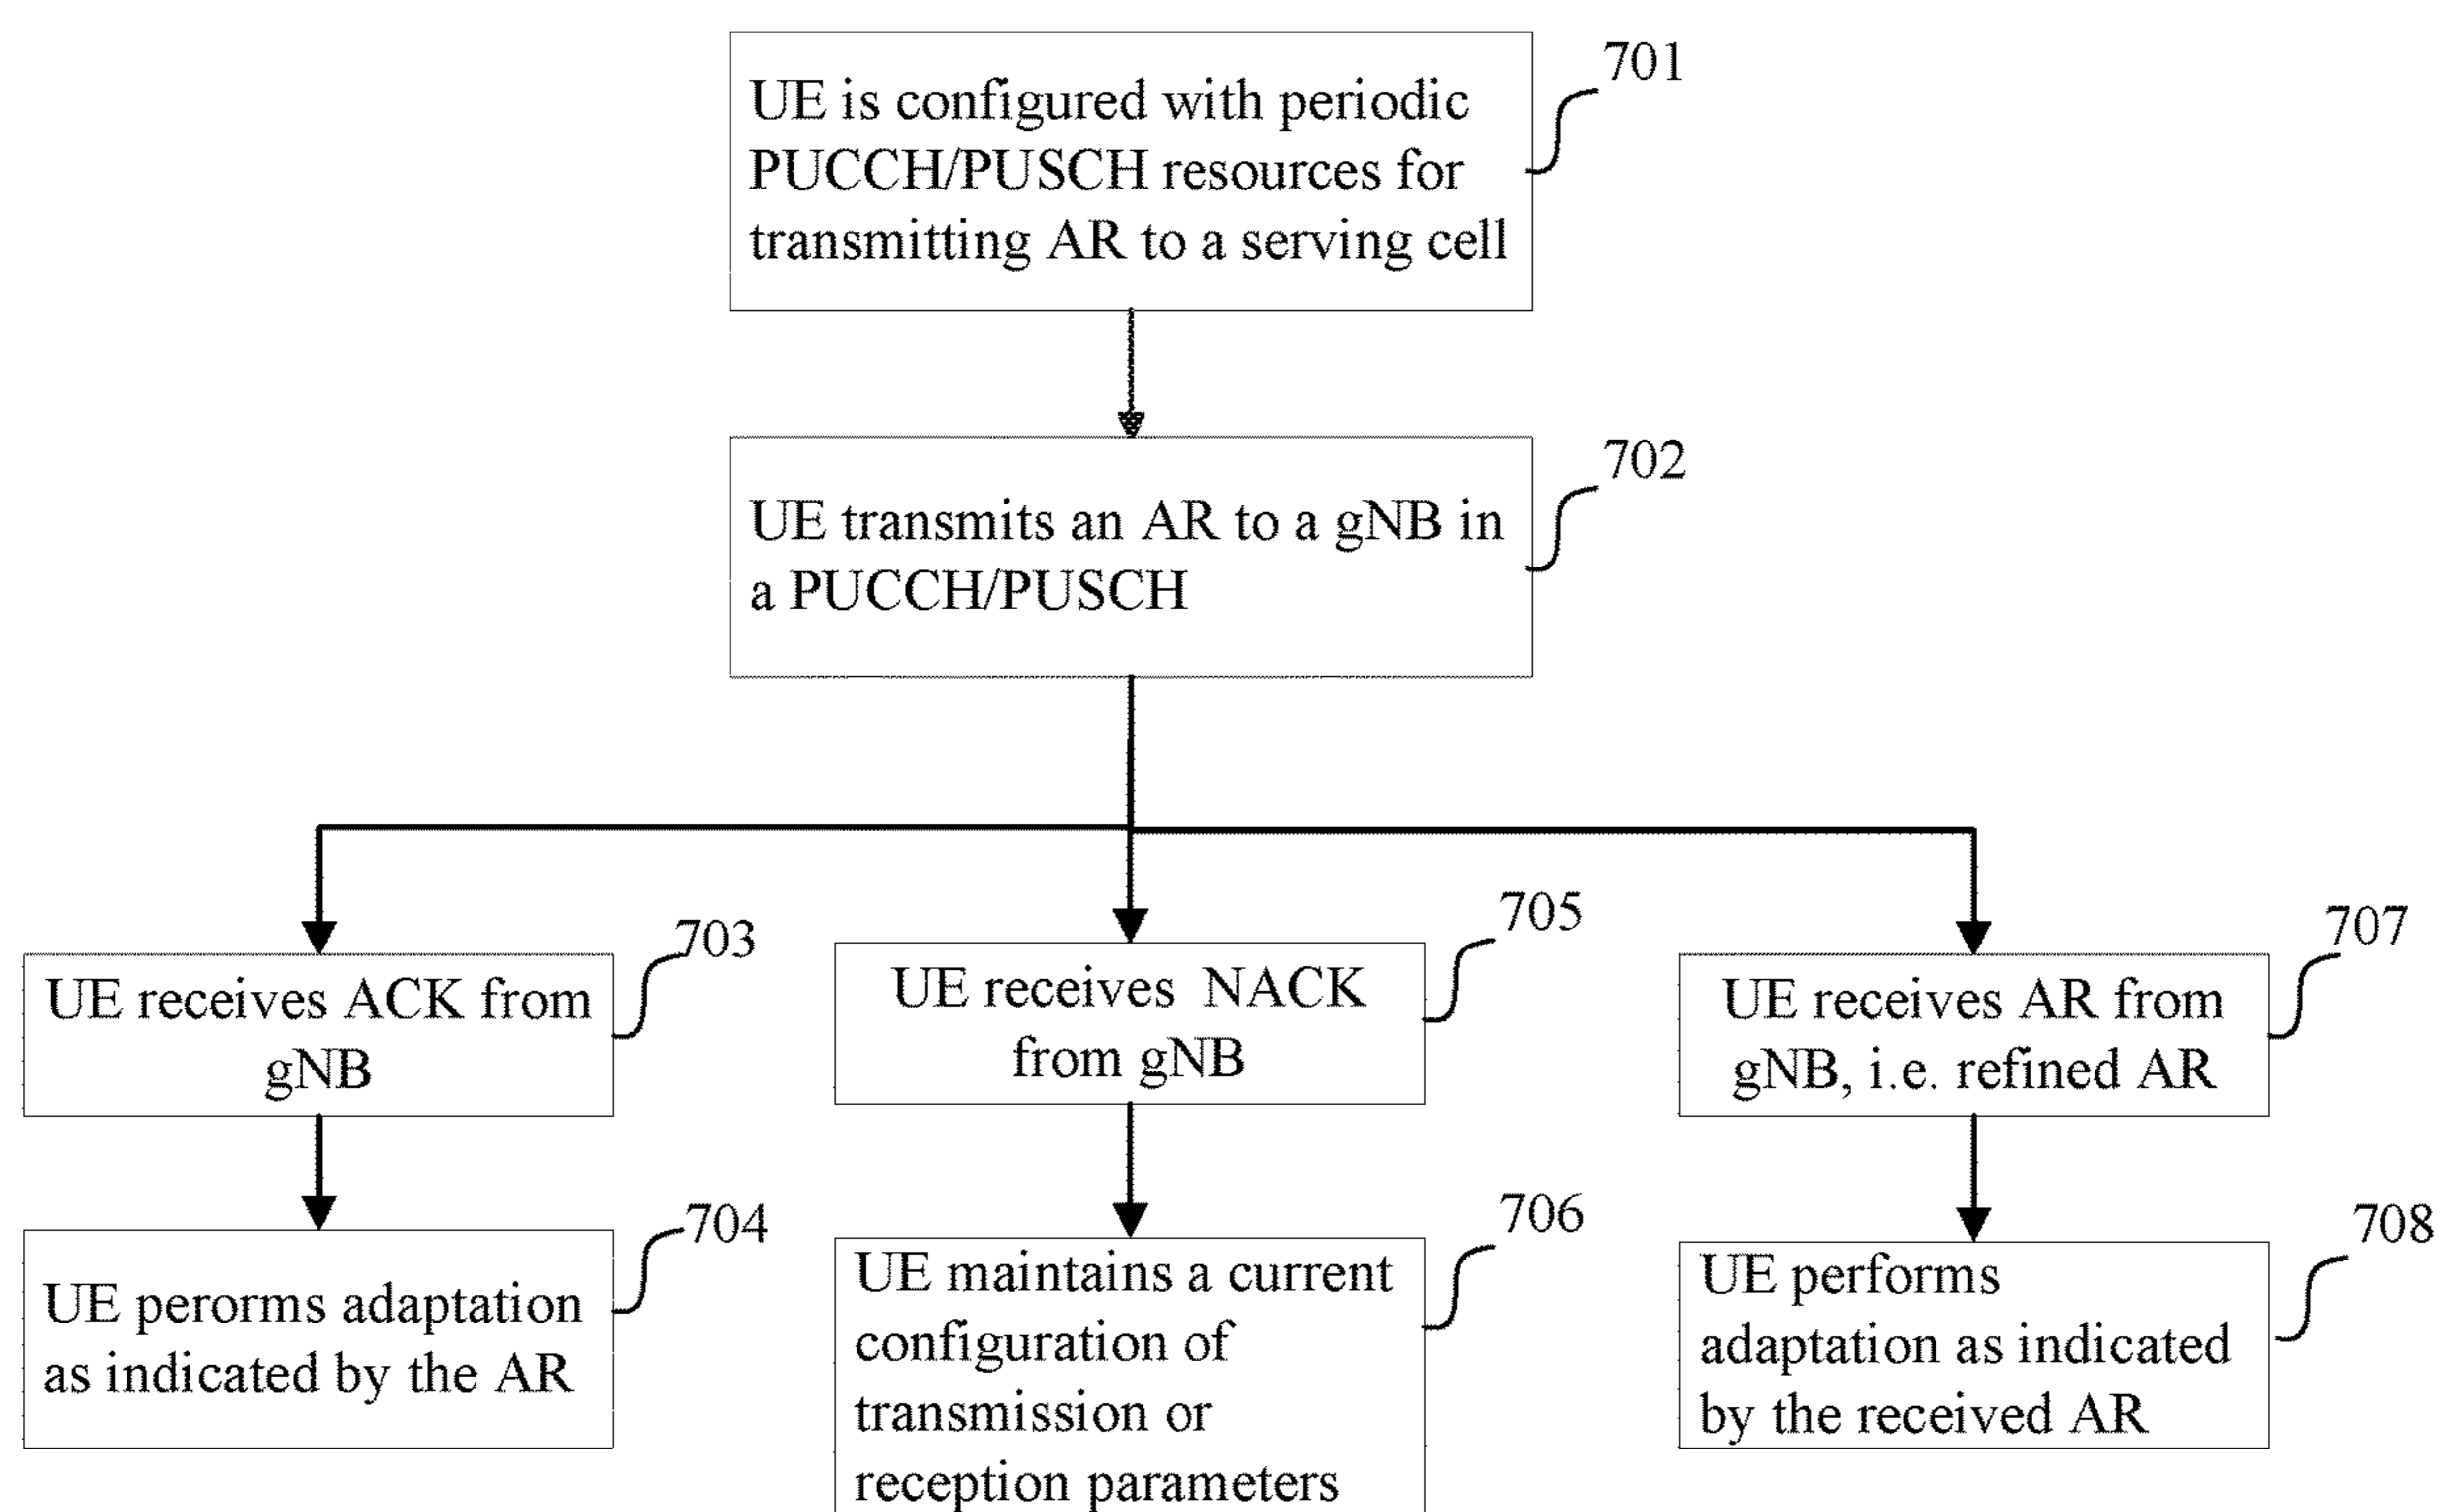 UE is configured with periodic
PUCCH/PUSCH resources for
transmitting AR to a serving cell
701
UE transmits an AR to a gNB in
a PUCCH/PUSCH
702
UE receives ACK from
gNB
703
UE receives NACK
from gNB
705
UE receives AR from
gNB, i.e. refined AR
707
UE perorms adaptation
as indicated by the AR
704
UE maintains a current
configuration of
transmission or
reception parameters
706
UE performs
adaptation as indicated
by the received AR
708